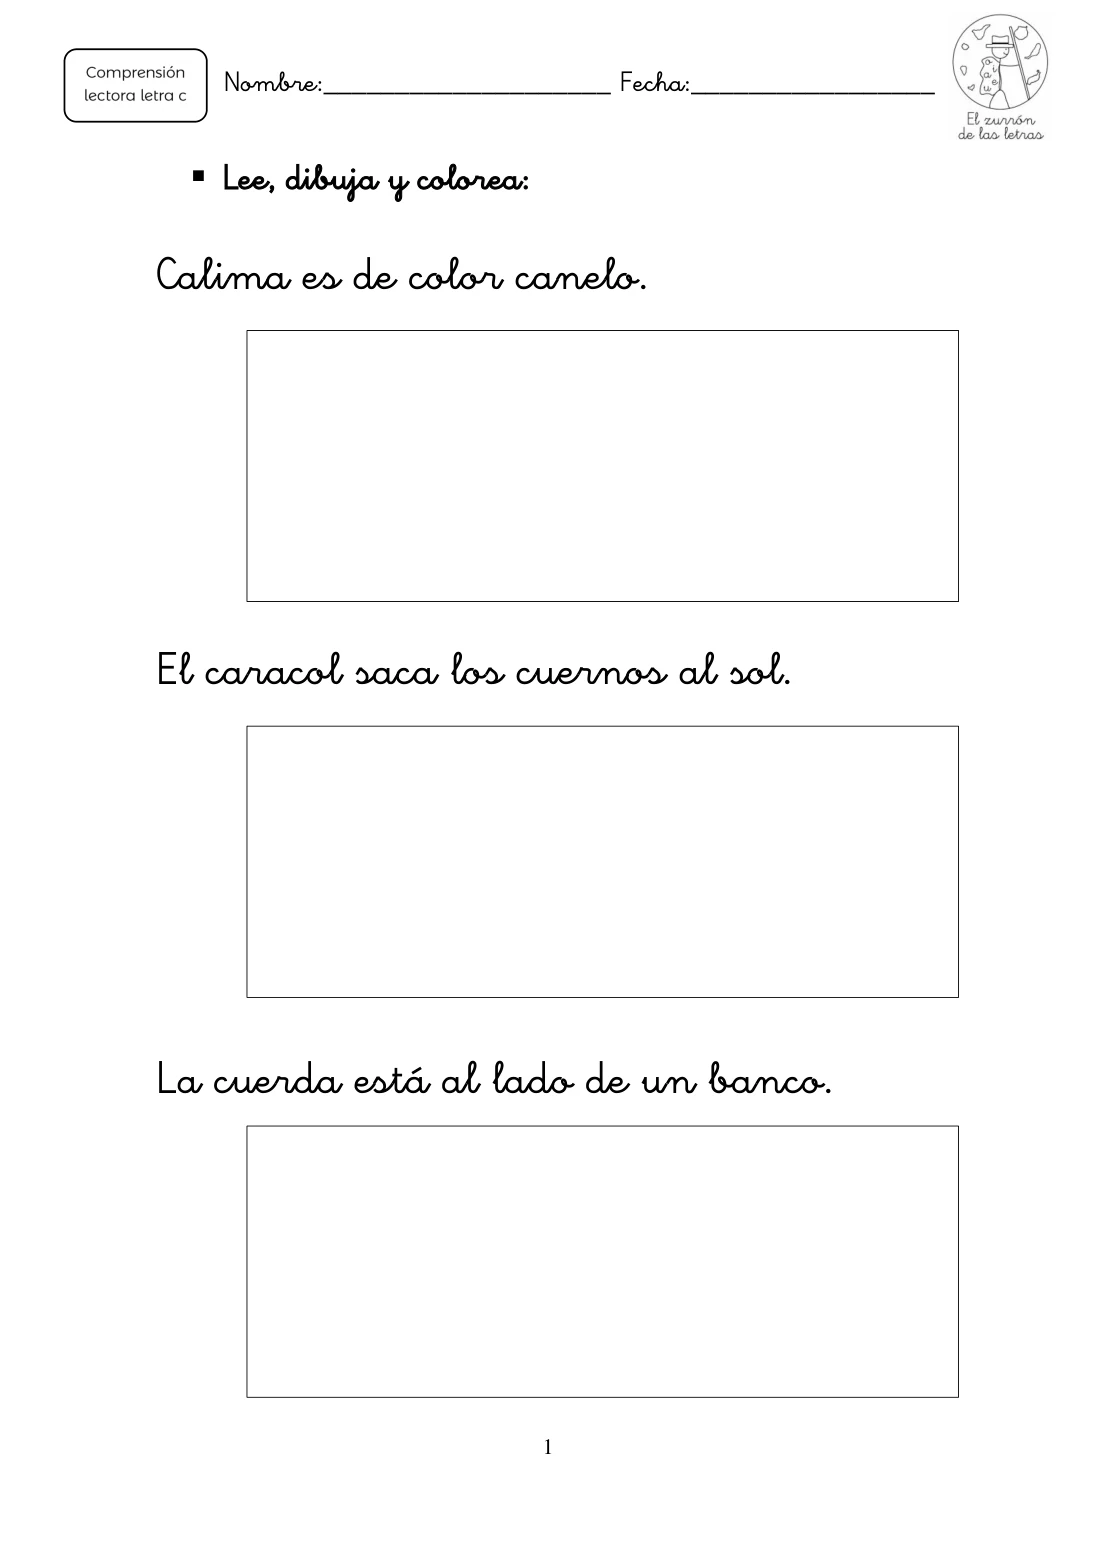 Comprensión
lectora letra c
Nombre:____________________ Fecha:_________________
El zurrón
de las letras
▪ Lee, dibuja y colorea:
Calima es de color canelo.
El caracol saca los cuernos al sol.
La cuerda está al lado de un banco.
1